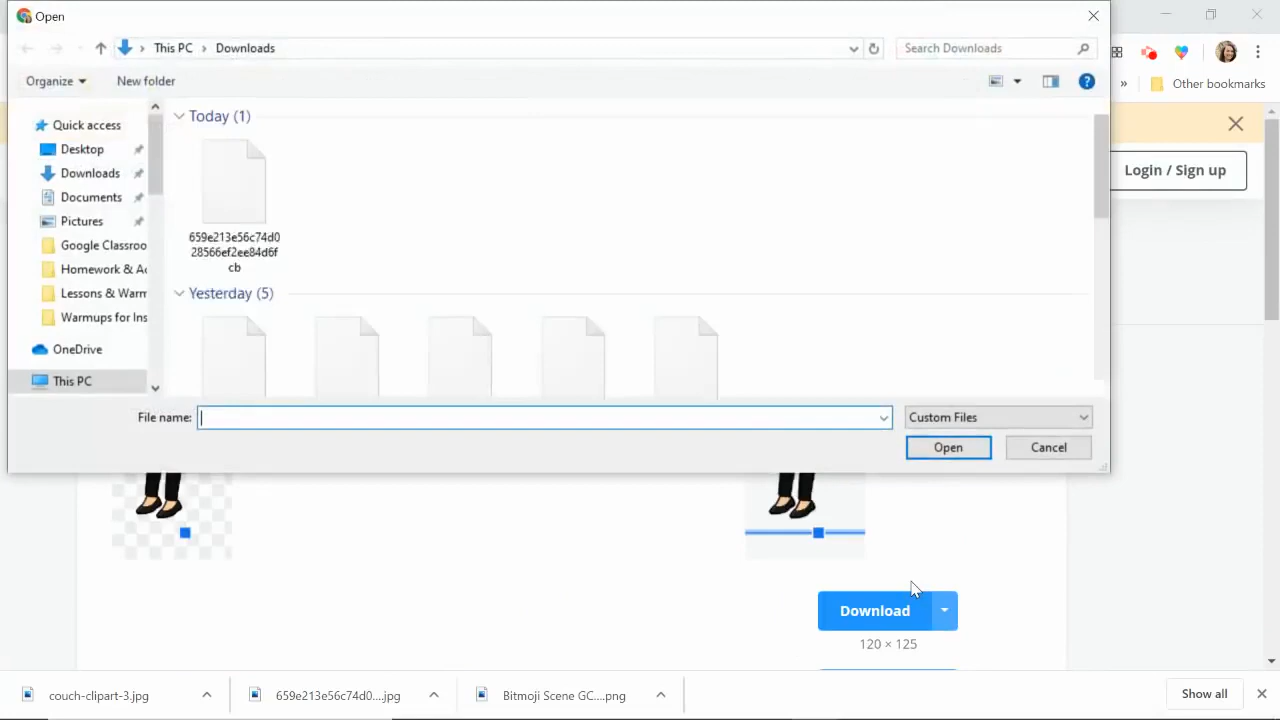 Open
This PC
Downloads
Search Downloads
Organize
New folder
»
Other bookmarks
Quick access
Desktop
Downloads
Documents
Pictures
Google Classroo
Homework & Ac
Lessons & Warm
Warmups for Ins
OneDrive
This PC
Today (1)
659e213e56c74d0
28566ef2ee84d6f
cb
Yesterday (5)
File name:
Custom Files
Open
Cancel
Login / Sign up
Download
120 × 125
couch-clipart-3.jpg
659e213e56c74d0....jpg
Bitmoji Scene GC....png
Show all